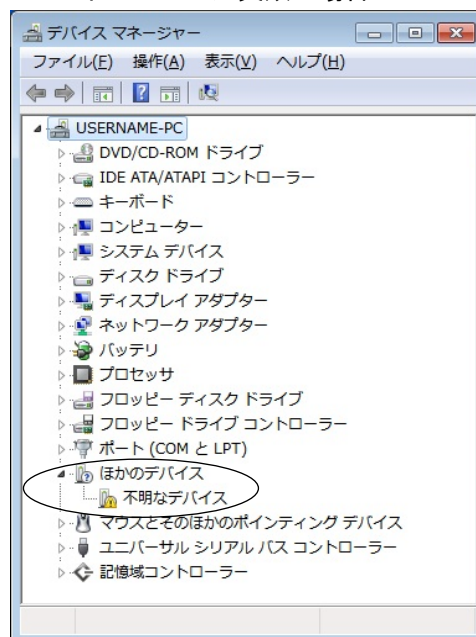 デバイス マネージャー
ファイル(F) 操作(A) 表示(V) ヘルプ(H)
USERNAME-PC
DVD/CD-ROM ドライブ
IDE ATA/ATAPI コントローラー
キーボード
コンピューター
システム デバイス
ディスク ドライブ
ディスプレイ アダプター
ネットワーク アダプター
バッテリ
プロセッサ
フロッピー ディスク ドライブ
フロッピー ドライブ コントローラー
ポート (COM と LPT)
ほかのデバイス
不明なデバイス
マウスとそのほかのポインティング デバイス
ユニバーサル シリアル バス コントローラー
記憶域コントローラー